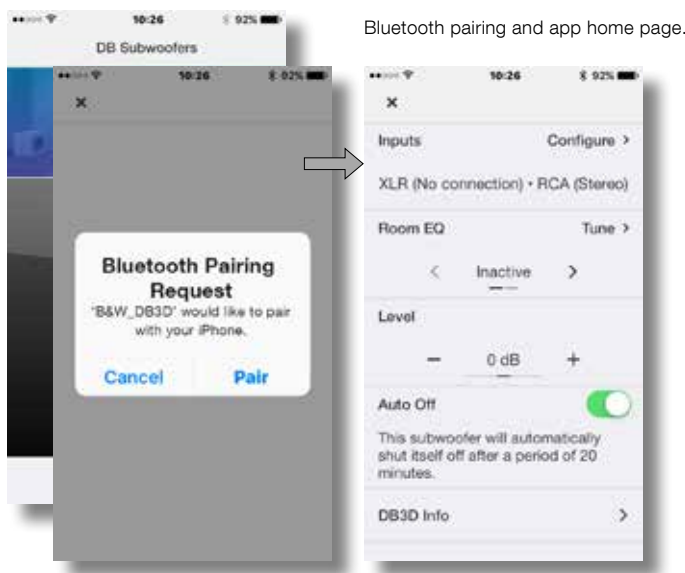 Bluetooth pairing and app home page.
10:26
92%
DB Subwoofers
10:26
92%
×
Bluetooth Pairing
Request
"B&W_DB3D" would like to pair
with your iPhone.
Cancel Pair
10:26
92%
×
Inputs Configure >
XLR (No connection) • RCA (Stereo)
Room EQ Tune >
< Inactive >
Level
− 0 dB +
Auto Off
This subwoofer will automatically
shut itself off after a period of 20
minutes.
DB3D Info >